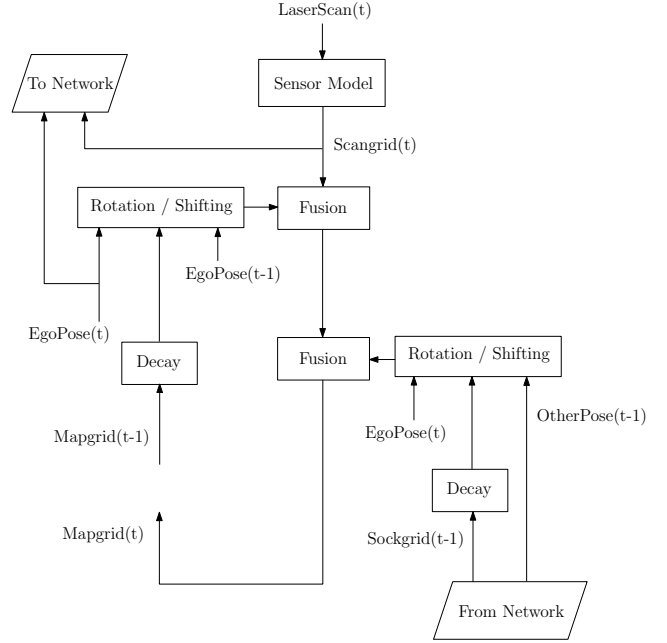 LaserScan(t)
To Network
Sensor Model
Scangrid(t)
Rotation / Shifting
Fusion
EgoPose(t-1)
EgoPose(t)
Decay
Fusion
Rotation / Shifting
OtherPose(t-1)
EgoPose(t)
Mapgrid(t-1)
Decay
Mapgrid(t)
Sockgrid(t-1)
From Network